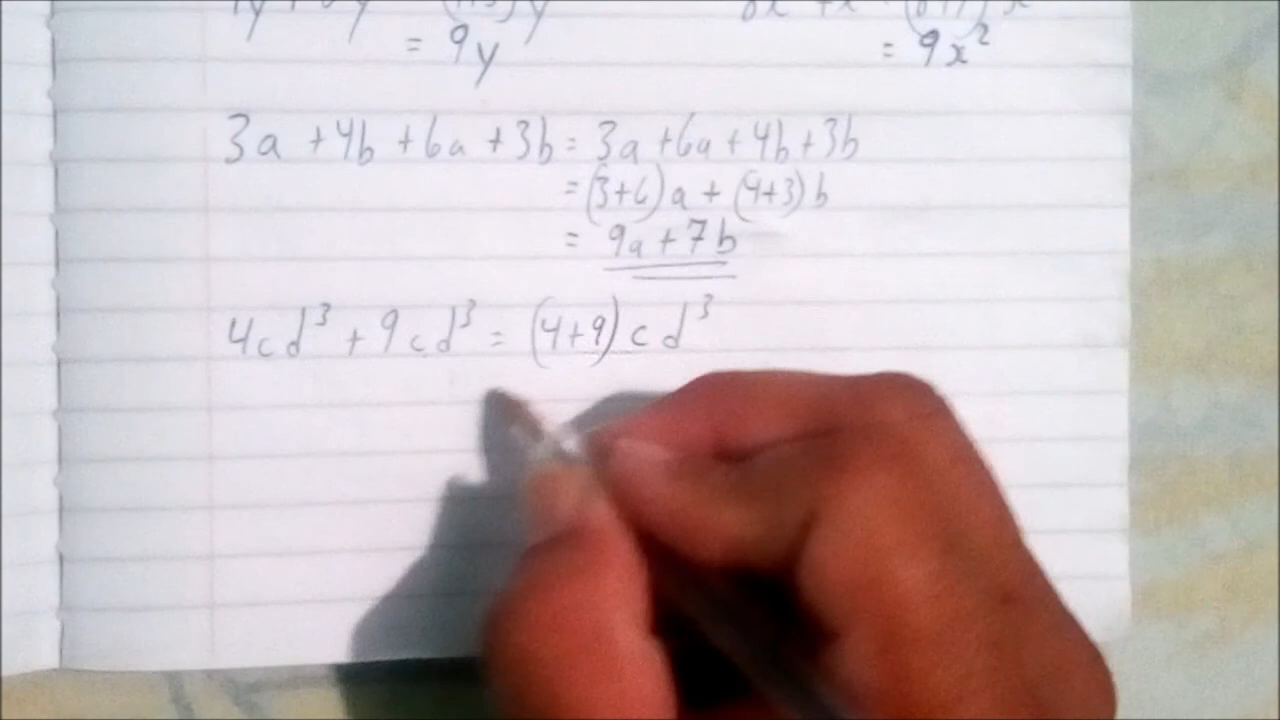 = 9y = 9x²
3a + 4b + 6a + 3b = 3a + 6a + 4b + 3b
= (3+6)a + (4+3)b
= 9a + 7b
4cd³ + 9cd³ = (4+9)cd³